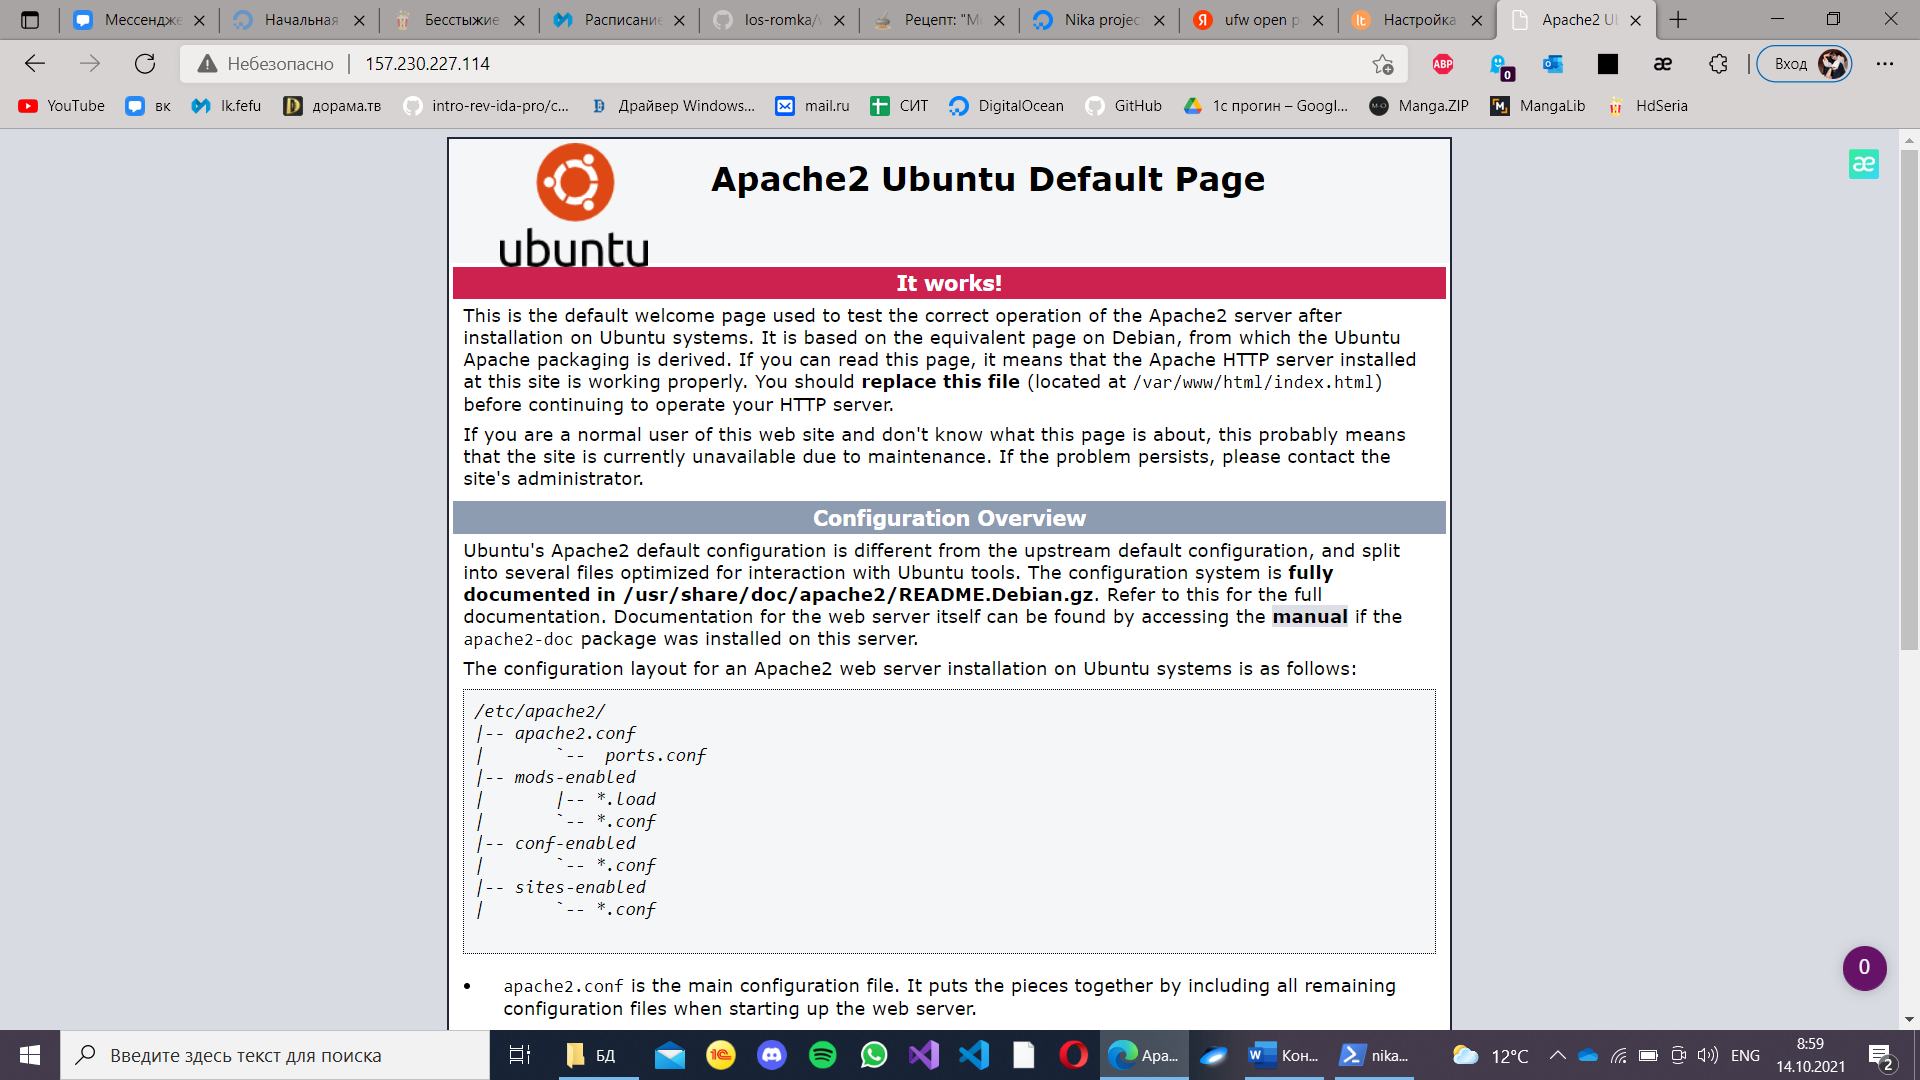 Мессендже
Начальная
Бесстыжие
Расписание
los-romka/
Рецепт: "М
Nika projec
ufw open p
Настройка
Apache2 Ub
Небезопасно
157.230.227.114
ABP
0
æ
Вход
YouTube
вк
lk.fefu
дорама.тв
intro-rev-ida-pro/c...
Драйвер Windows...
mail.ru
СИТ
DigitalOcean
GitHub
1с прогин – Googl...
Manga.ZIP
MangaLib
HdSeria
æ
ubuntu
Apache2 Ubuntu Default Page
It works!
This is the default welcome page used to test the correct operation of the Apache2 server after
installation on Ubuntu systems. It is based on the equivalent page on Debian, from which the Ubuntu
Apache packaging is derived. If you can read this page, it means that the Apache HTTP server installed
at this site is working properly. You should replace this file (located at /var/www/html/index.html)
before continuing to operate your HTTP server.
If you are a normal user of this web site and don't know what this page is about, this probably means
that the site is currently unavailable due to maintenance. If the problem persists, please contact the
site's administrator.
Configuration Overview
Ubuntu's Apache2 default configuration is different from the upstream default configuration, and split
into several files optimized for interaction with Ubuntu tools. The configuration system is fully
documented in /usr/share/doc/apache2/README.Debian.gz. Refer to this for the full
documentation. Documentation for the web server itself can be found by accessing the manual if the
apache2-doc package was installed on this server.
The configuration layout for an Apache2 web server installation on Ubuntu systems is as follows:
/etc/apache2/
|-- apache2.conf
|       `--  ports.conf
|-- mods-enabled
|       |-- *.load
|       `-- *.conf
|-- conf-enabled
|       `-- *.conf
|-- sites-enabled
|       `-- *.conf
0
• apache2.conf is the main configuration file. It puts the pieces together by including all remaining
configuration files when starting up the web server.
Введите здесь текст для поиска
БД
Apa...
Кон...
nika...
12°C
ENG
8:59
14.10.2021
2